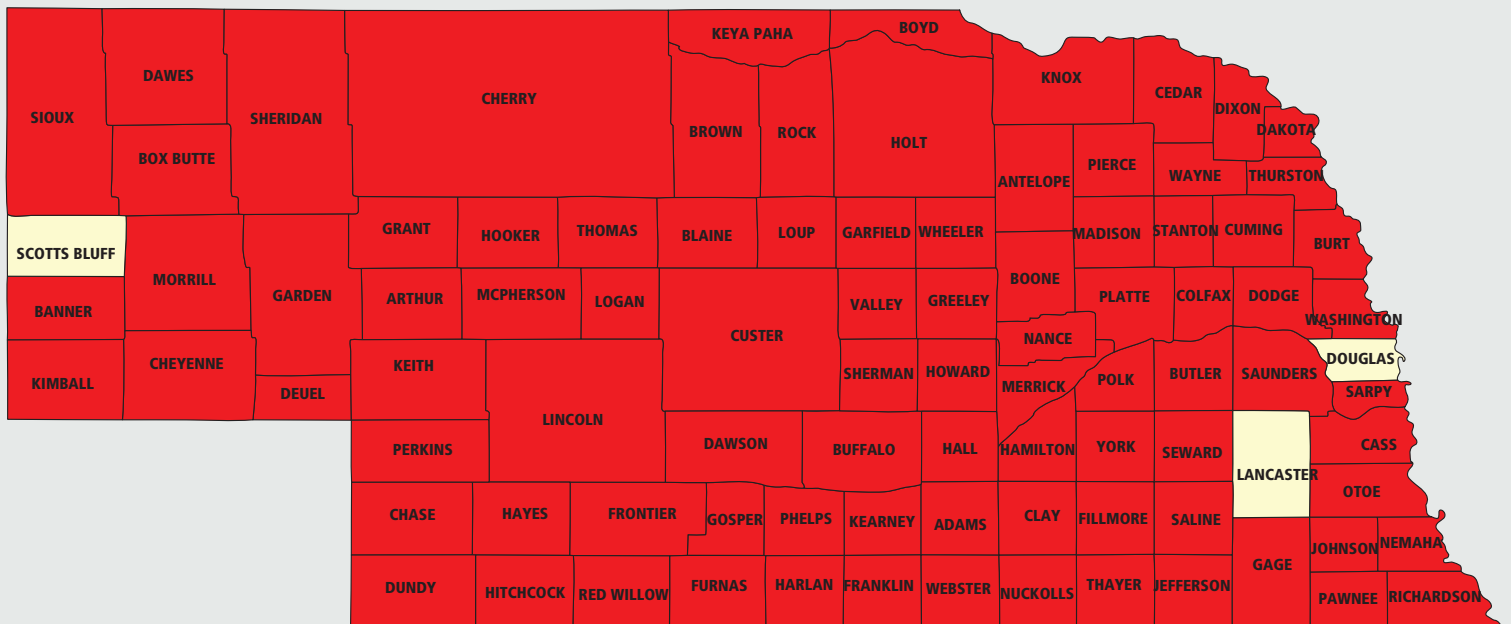 KEYA PAHA
BOYD
DAWES
SIOUX
SHERIDAN
CHERRY
KNOX
CEDAR
DIXON
DAKOTA
BOX BUTTE
BROWN
ROCK
HOLT
ANTELOPE
PIERCE
WAYNE
THURSTON
SCOTTS BLUFF
GRANT
HOOKER
THOMAS
BLAINE
LOUP
GARFIELD
WHEELER
MADISON
STANTON
CUMING
BURT
BANNER
MORRILL
GARDEN
ARTHUR
MCPHERSON
LOGAN
CUSTER
VALLEY
GREELEY
BOONE
PLATTE
COLFAX
DODGE
WASHINGTON
NANCE
KIMBALL
CHEYENNE
DEUEL
KEITH
LINCOLN
SHERMAN
HOWARD
MERRICK
POLK
BUTLER
SAUNDERS
DOUGLAS
SARPY
PERKINS
DAWSON
BUFFALO
HALL
HAMILTON
YORK
SEWARD
LANCASTER
CASS
OTOE
CHASE
HAYES
FRONTIER
GOSPER
PHELPS
KEARNEY
ADAMS
CLAY
FILLMORE
SALINE
GAGE
JOHNSON
NEMAHA
DUNDY
HITCHCOCK
RED WILLOW
FURNAS
HARLAN
FRANKLIN
WEBSTER
NUCKOLLS
THAYER
JEFFERSON
PAWNEE
RICHARDSON